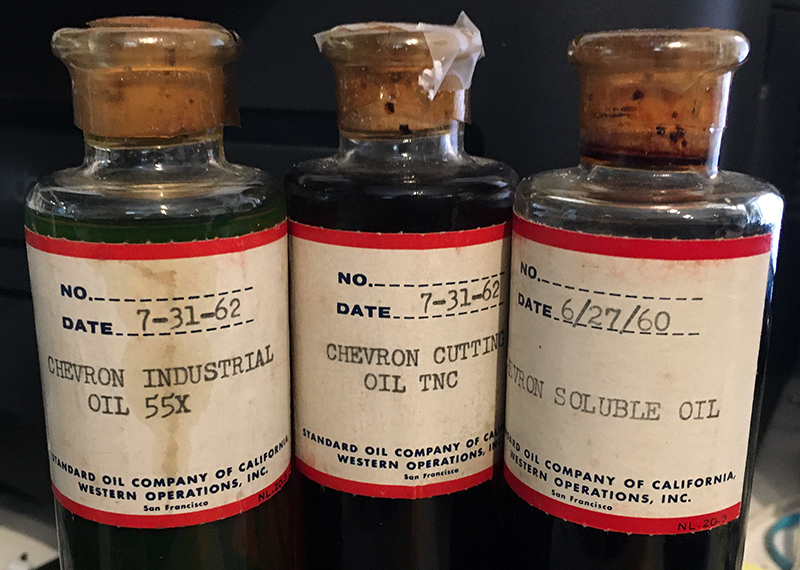 NO.
DATE 7-31-62
CHEVRON INDUSTRIAL
OIL 55X
STANDARD OIL COMPANY OF CALIFORNIA,
WESTERN OPERATIONS, INC.
San Francisco
NO.
DATE 7-31-62
CHEVRON CUTTING
OIL TNC
STANDARD OIL COMPANY OF
WESTERN OPERATIONS,
San Francisco
NO.
DATE 6/27/60
SOLUBLE OIL
OIL COMPANY OF CALIFORNIA,
WESTERN OPERATIONS, INC.
San Francisco
NL-20-3